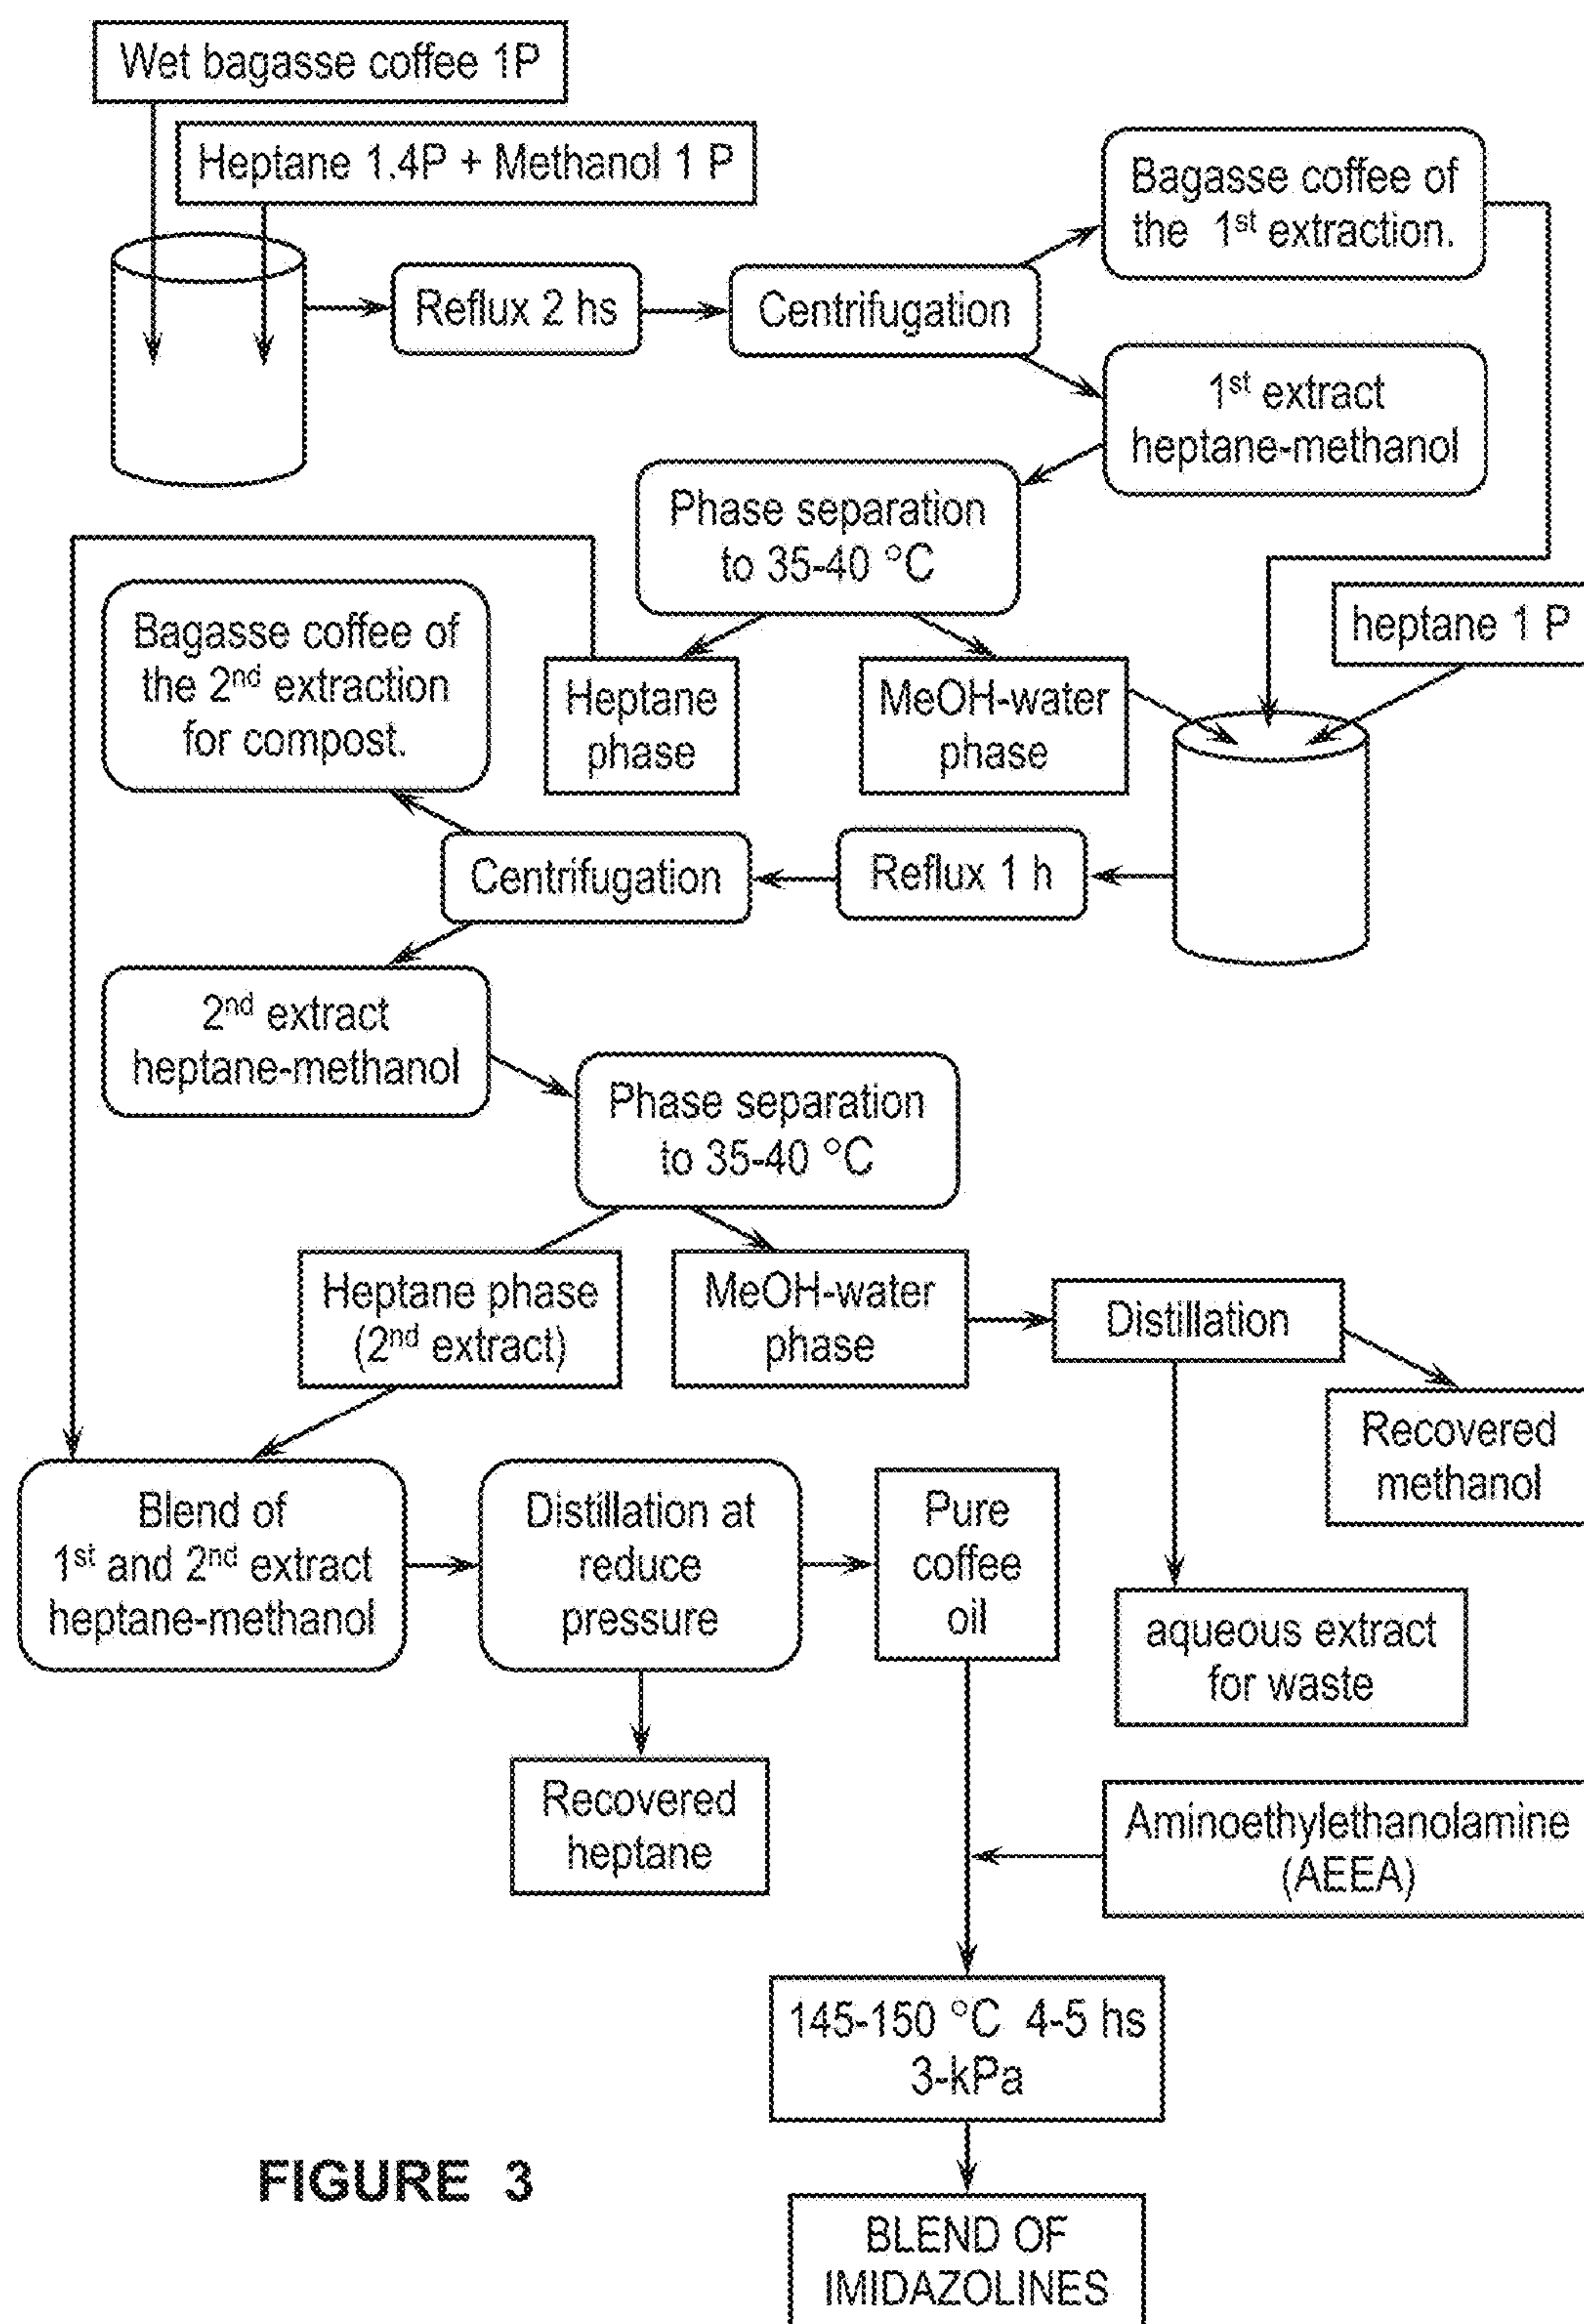 Wet bagasse coffee 1P
Heptane 1.4P + Methanol 1 P
Bagasse coffee of
the 1st extraction.
Reflux 2 hs
Centrifugation
1st extract
heptane-methanol
Phase separation
to 35-40 °C
Bagasse coffee of
the 2nd extraction
for compost.
heptane 1 P
Heptane
phase
MeOH-water
phase
Centrifugation
Reflux 1 h
2nd extract
heptane-methanol
Phase separation
to 35-40 °C
Heptane phase
(2nd extract)
MeOH-water
phase
Distillation
Recovered
methanol
Blend of
1st and 2nd extract
heptane-methanol
Distillation at
reduce
pressure
Pure
coffee
oil
aqueous extract
for waste
Recovered
heptane
Aminoethylethanolamine
(AEEA)
145-150 °C 4-5 hs
3-kPa
FIGURE 3
BLEND OF
IMIDAZOLINES